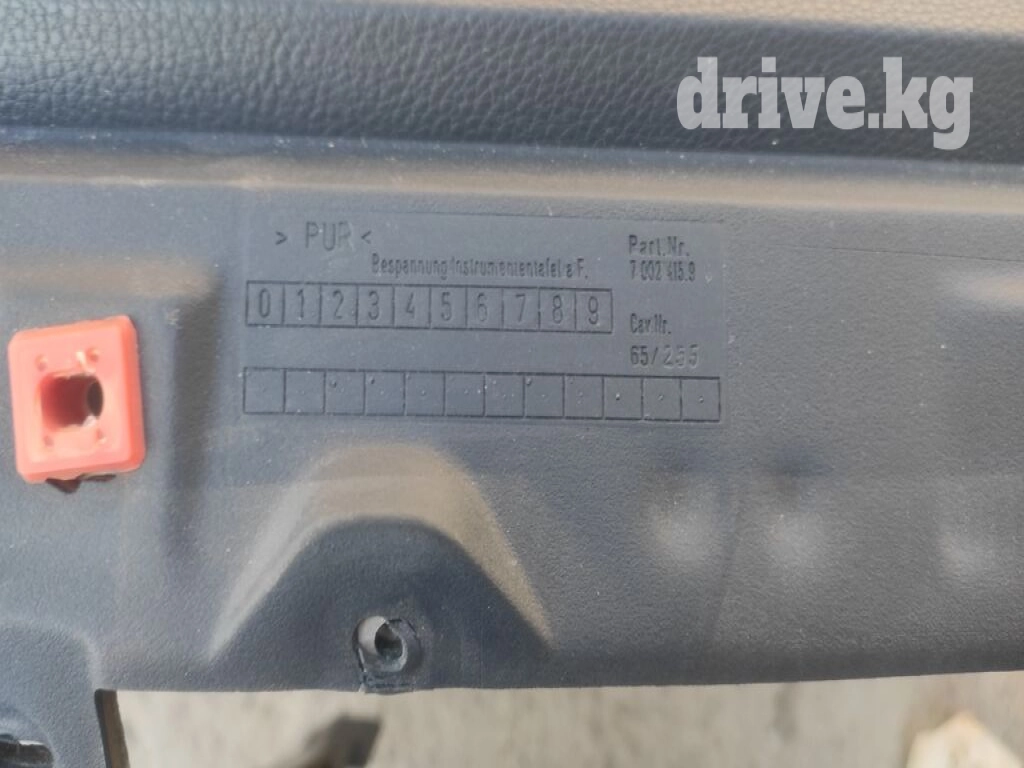 drive.kg
> PUR <
Part.Nr.
Bespannung Instrumententafel a F.
7 002 415.9
0 1 2 3 4 5 6 7 8 9
Cav.Nr.
65/255